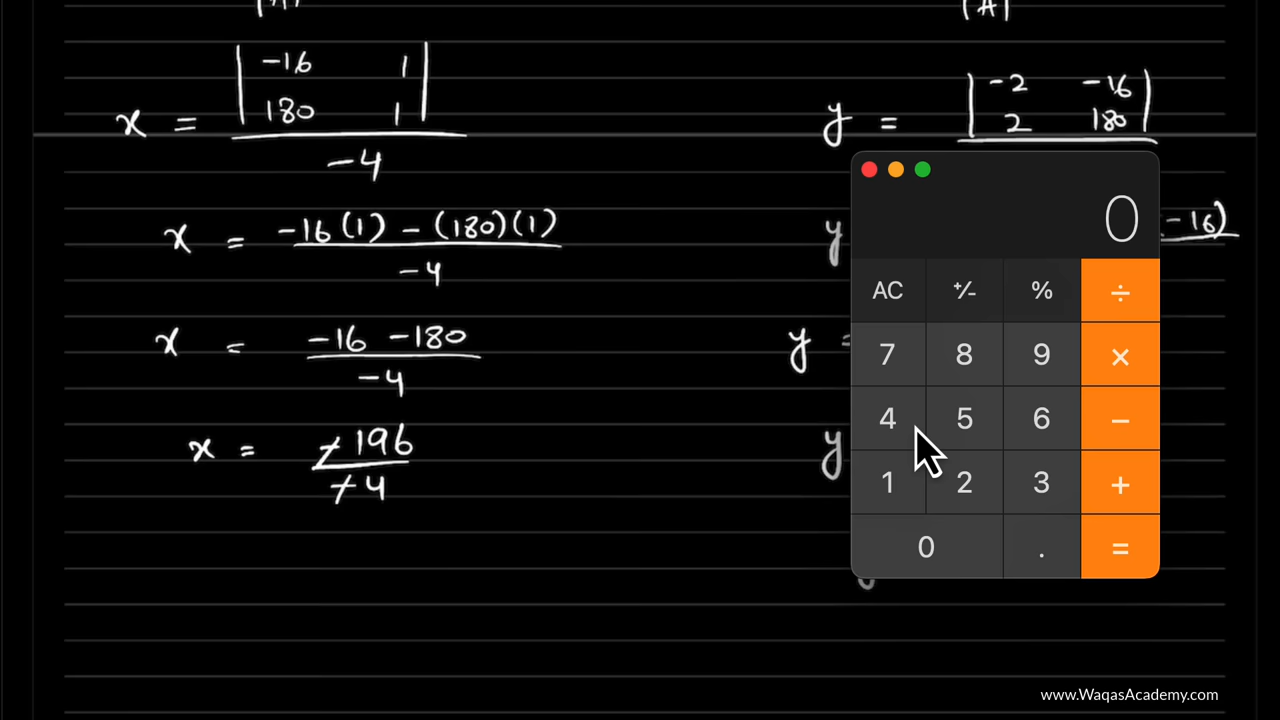 |A|
x = | -16 1 |
| 180 1 |
-4
x = -16(1) - (180)(1)
-4
x = -16 -180
-4
x = -196
-4
|A|
y = | -2 -16 |
| 2 180 |
y -16)
y =
y
0
AC +/- % ÷
7 8 9 ×
4 5 6 −
1 2 3 +
0 . =
www.WaqasAcademy.com